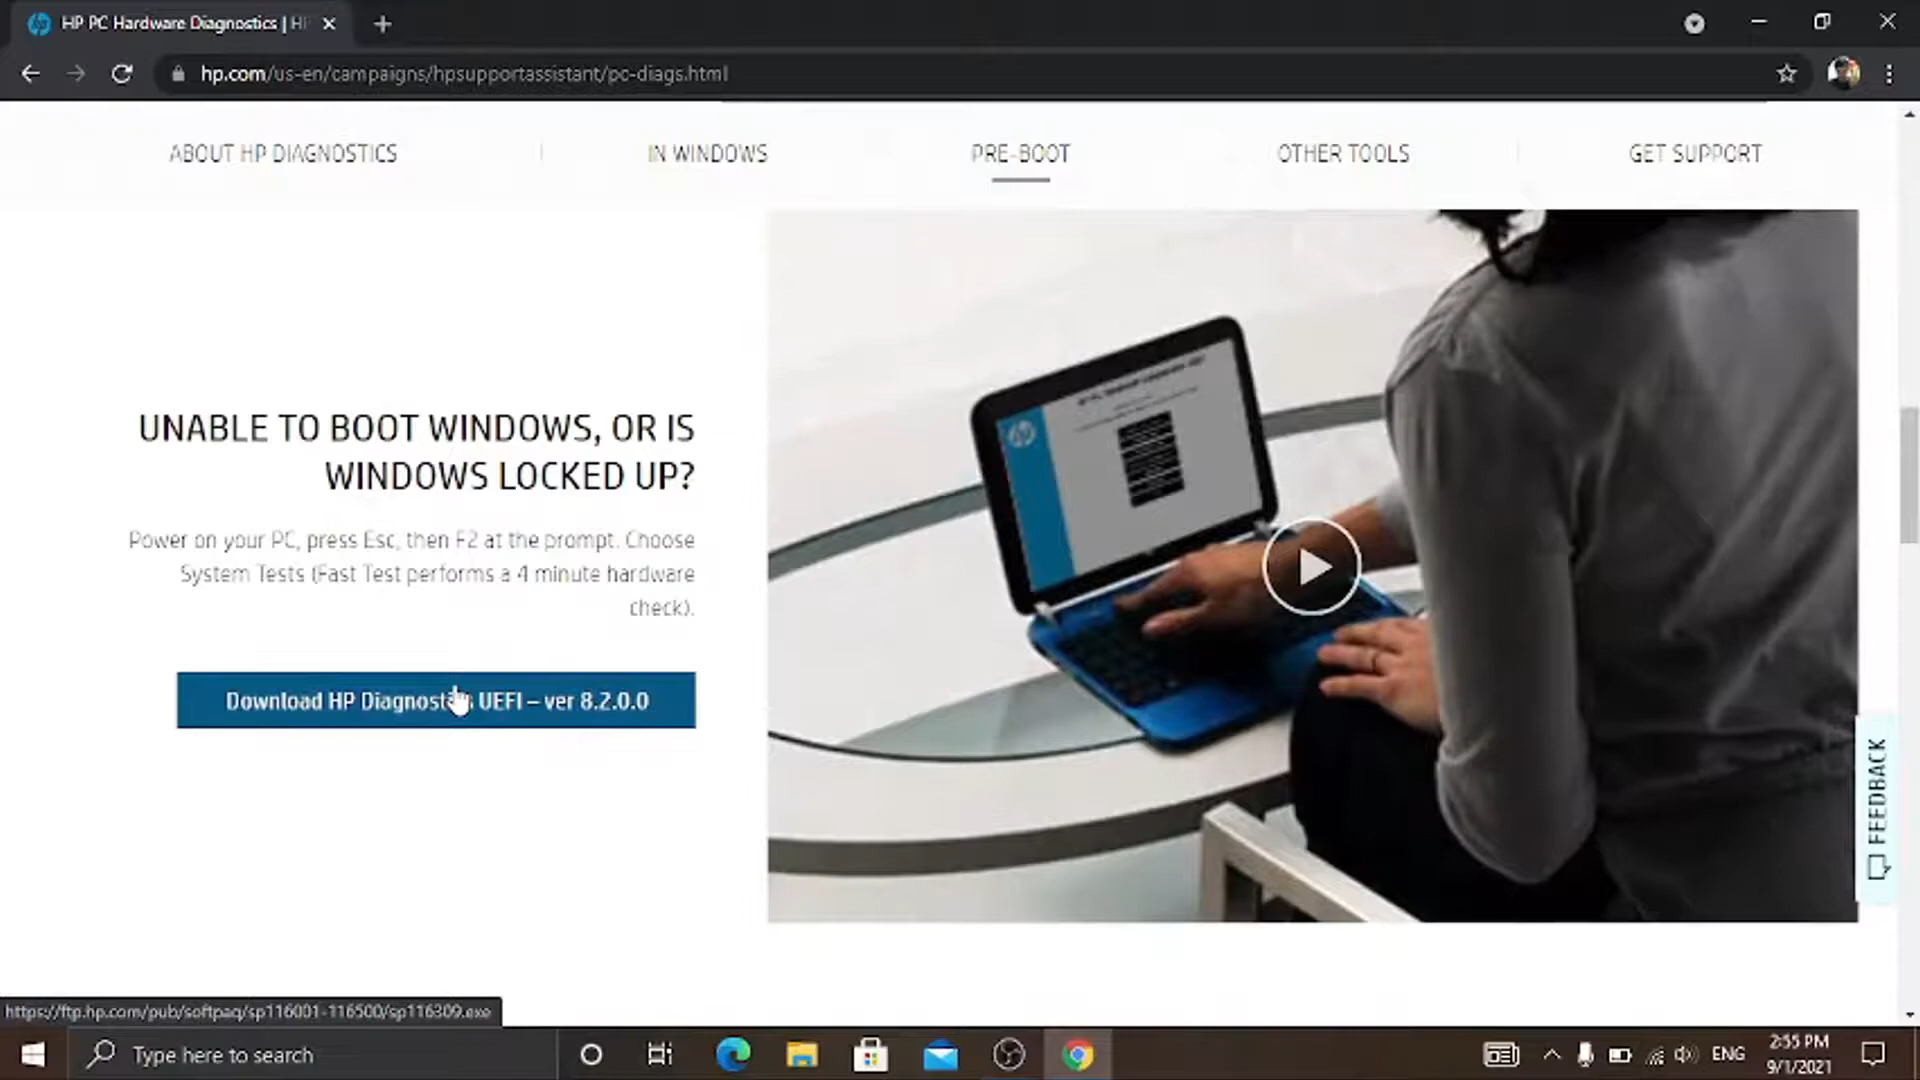 HP PC Hardware Diagnostics | HP
hp.com/us-en/campaigns/hpsupportassistant/pc-diags.html
ABOUT HP DIAGNOSTICS
IN WINDOWS
PRE-BOOT
OTHER TOOLS
GET SUPPORT
UNABLE TO BOOT WINDOWS, OR IS
WINDOWS LOCKED UP?
Power on your PC, press Esc, then F2 at the prompt. Choose
System Tests (Fast Test performs a 4 minute hardware
check).
Download HP Diagnost UEFI – ver 8.2.0.0
FEEDBACK
https://ftp.hp.com/pub/softpaq/sp116001-116500/sp116309.exe
Type here to search
ENG
2:55 PM
9/1/2021